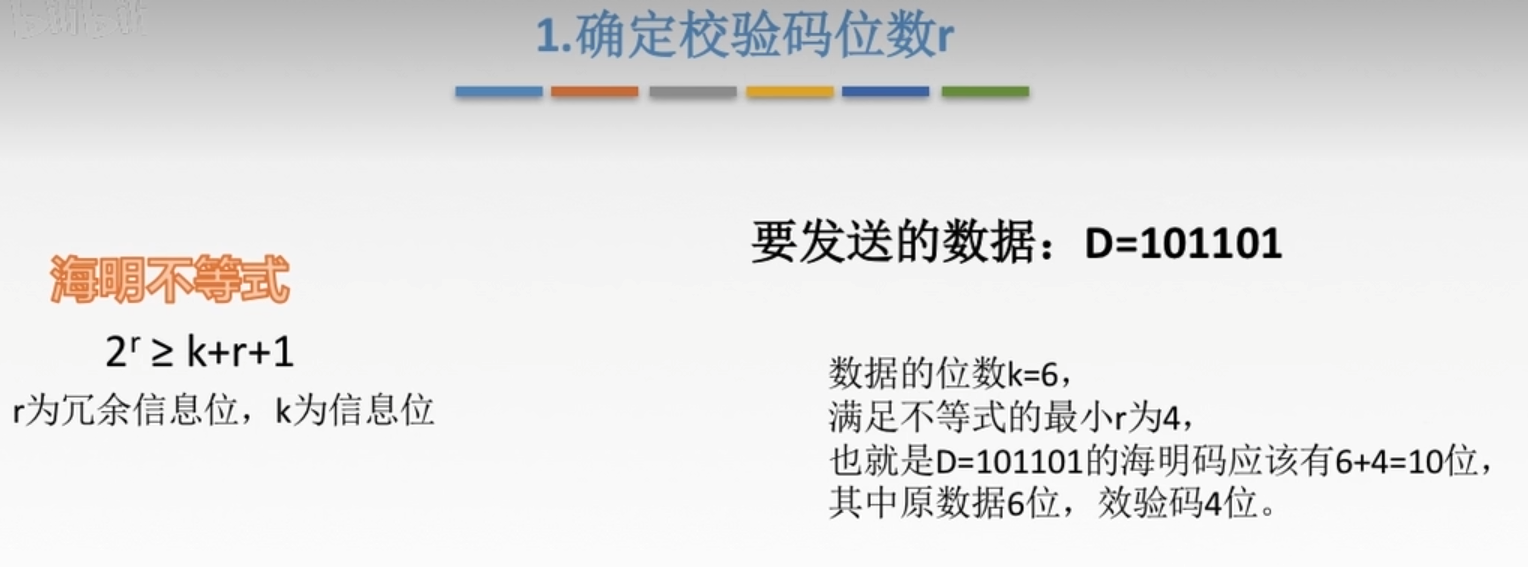 1.确定校验码位数r
要发送的数据：D=101101
海明不等式
2ʳ ≥ k+r+1
r为冗余信息位，k为信息位
数据的位数k=6，
满足不等式的最小r为4，
也就是D=101101的海明码应该有6+4=10位，
其中原数据6位，效验码4位。